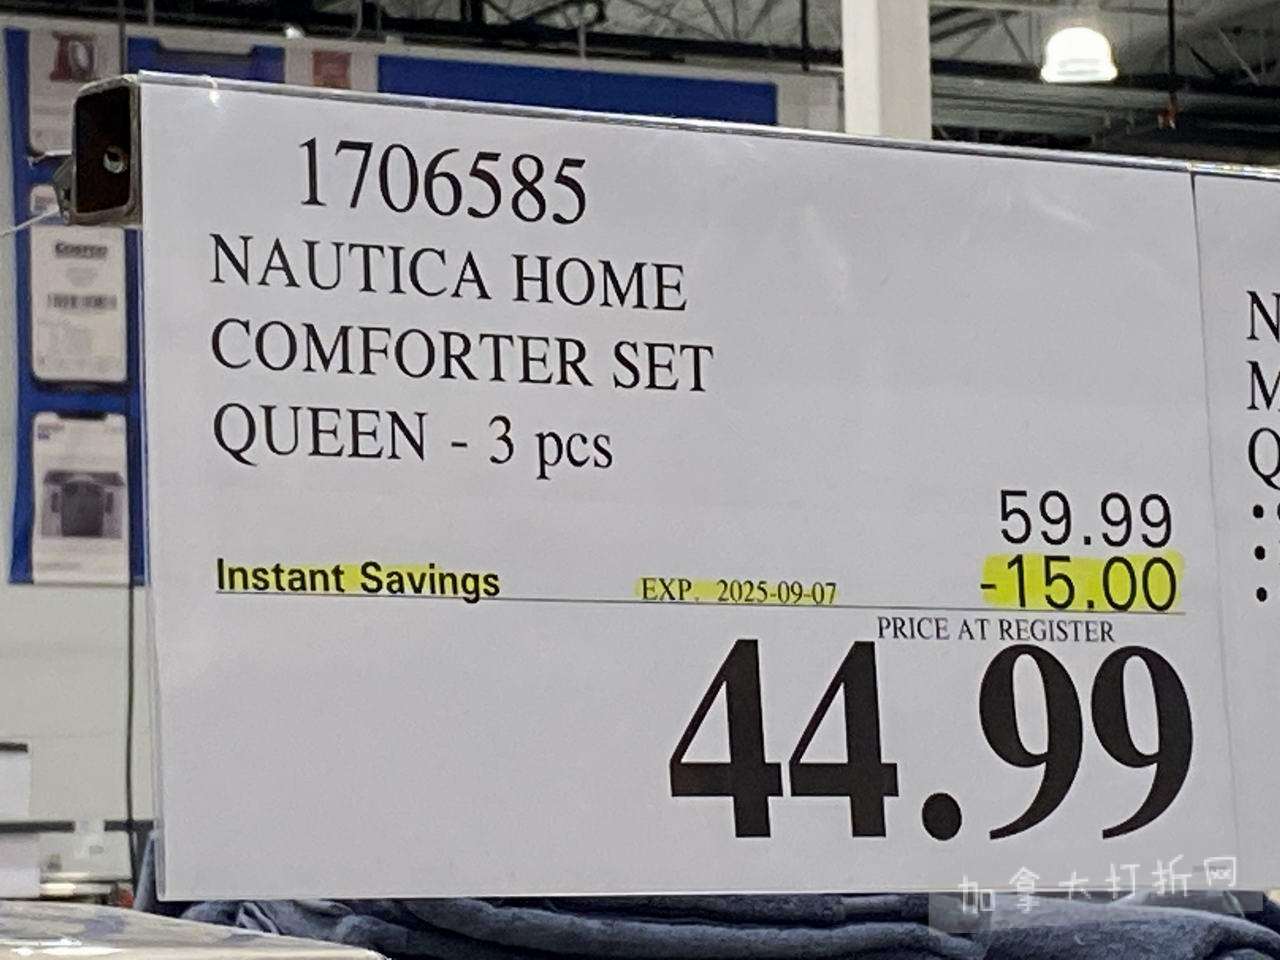 1706585
NAUTICA HOME
COMFORTER SET
QUEEN - 3 pcs
59.99
Instant Savings EXP. 2025-09-07 -15.00
PRICE AT REGISTER
44.99
N
M
Q
加拿大打折网